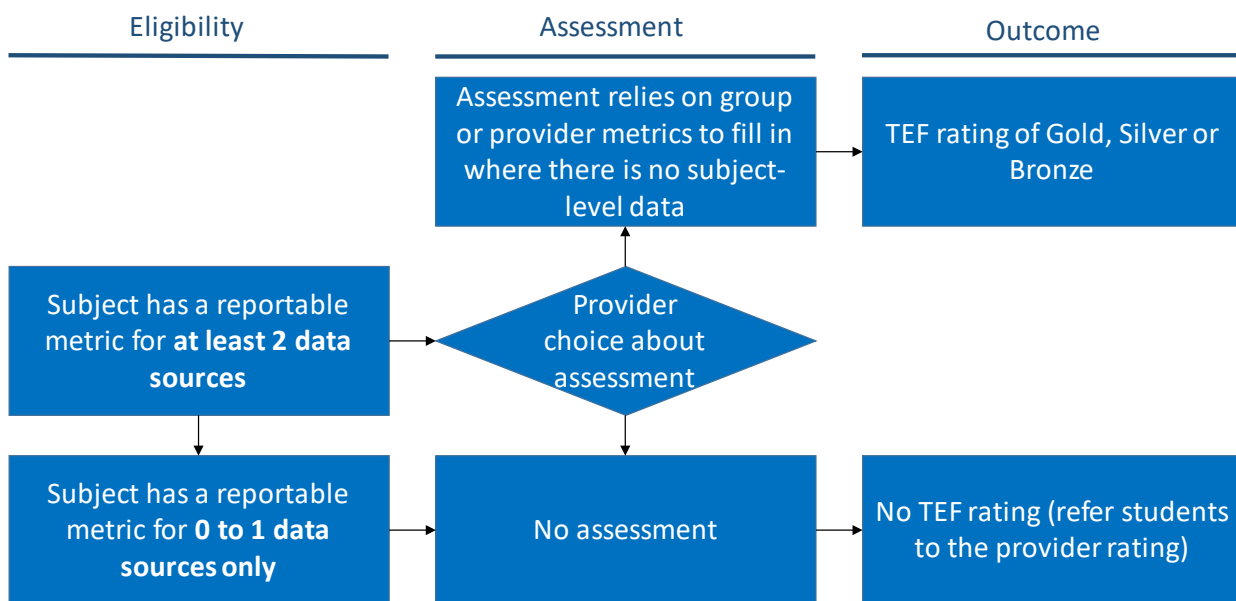 Eligibility
Assessment
Outcome
Assessment relies on group
or provider metrics to fill in
where there is no subject-
level data
TEF rating of Gold, Silver or
Bronze
Subject has a reportable
metric for at least 2 data
sources
Provider
choice about
assessment
Subject has a reportable
metric for 0 to 1 data
sources only
No assessment
No TEF rating (refer students
to the provider rating)